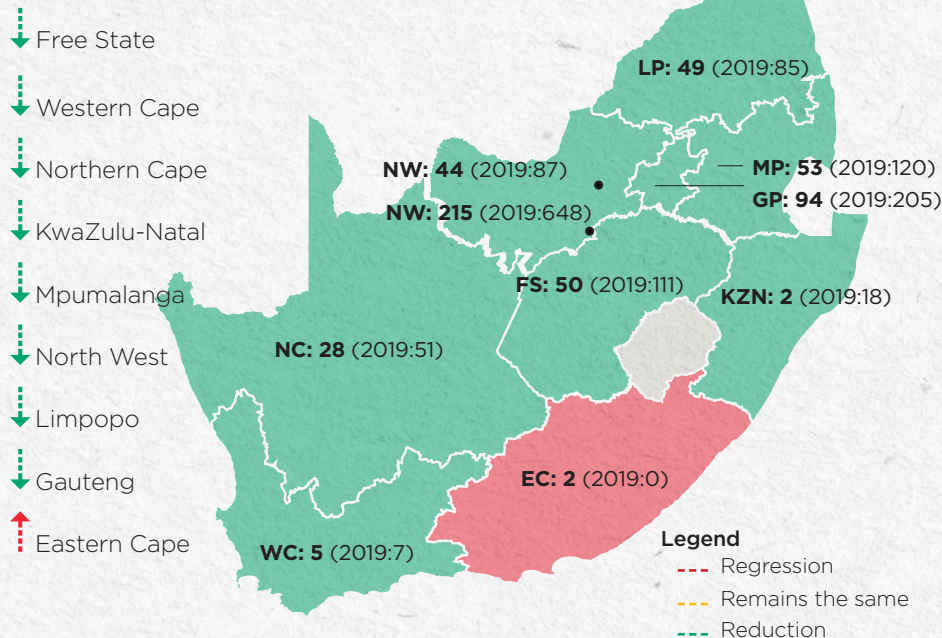 Free State
Western Cape
Northern Cape
KwaZulu-Natal
Mpumalanga
North West
Limpopo
Gauteng
Eastern Cape
LP: 49 (2019:85)
NW: 44 (2019:87)
MP: 53 (2019:120)
GP: 94 (2019:205)
NW: 215 (2019:648)
FS: 50 (2019:111)
KZN: 2 (2019:18)
NC: 28 (2019:51)
EC: 2 (2019:0)
WC: 5 (2019:7)
Legend
Regression
Remains the same
Reduction